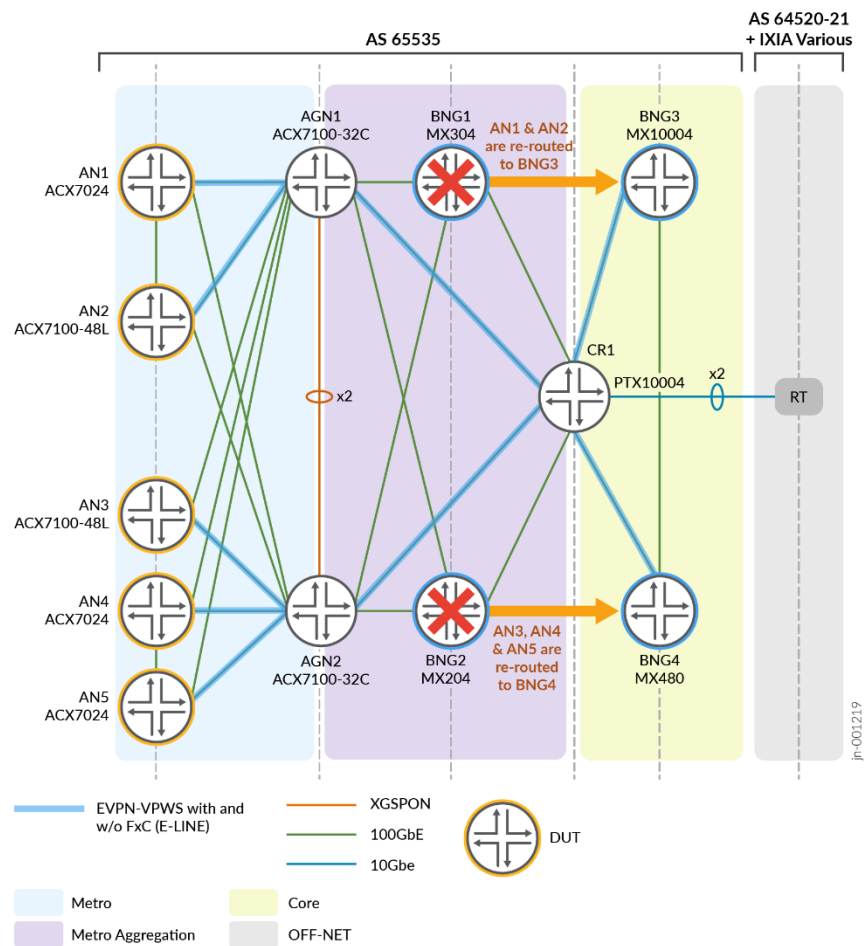 AS 65535
AS 64520-21
+ IXIA Various
AGN1
ACX7100-32C
BNG1
MX304
AN1 & AN2
are re-routed
to BNG3
BNG3
MX10004
AN1
ACX7024
AN2
ACX7100-48L
CR1
PTX10004
x2
x2
RT
AN3
ACX7100-48L
AN4
ACX7024
AN5
ACX7024
AGN2
ACX7100-32C
BNG2
MX204
AN3, AN4
& AN5 are
re-routed
to BNG4
BNG4
MX480
jn-001219
EVPN-VPWS with and
w/o FxC (E-LINE)
XGSPON
100GbE
10Gbe
DUT
Metro
Core
Metro Aggregation
OFF-NET